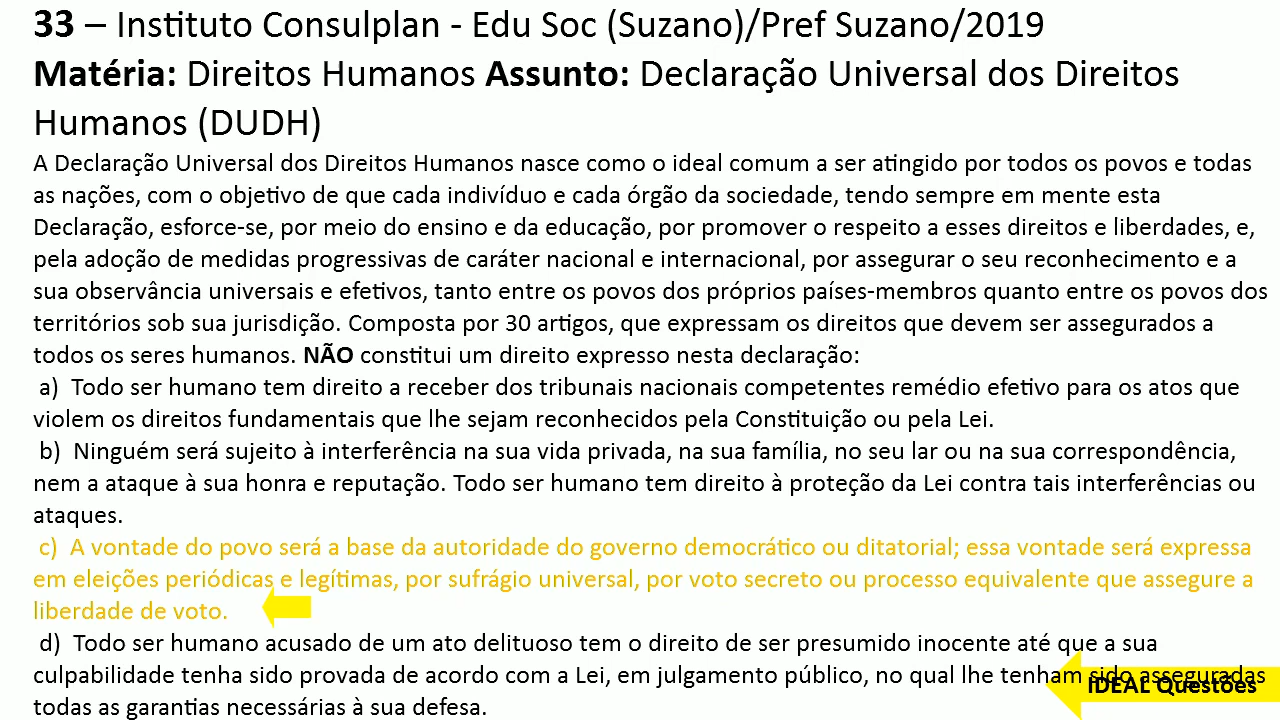 33 – Instituto Consulplan - Edu Soc (Suzano)/Pref Suzano/2019
Matéria: Direitos Humanos Assunto: Declaração Universal dos Direitos
Humanos (DUDH)
A Declaração Universal dos Direitos Humanos nasce como o ideal comum a ser atingido por todos os povos e todas
as nações, com o objetivo de que cada indivíduo e cada órgão da sociedade, tendo sempre em mente esta
Declaração, esforce-se, por meio do ensino e da educação, por promover o respeito a esses direitos e liberdades, e,
pela adoção de medidas progressivas de caráter nacional e internacional, por assegurar o seu reconhecimento e a
sua observância universais e efetivos, tanto entre os povos dos próprios países-membros quanto entre os povos dos
territórios sob sua jurisdição. Composta por 30 artigos, que expressam os direitos que devem ser assegurados a
todos os seres humanos. NÃO constitui um direito expresso nesta declaração:
a) Todo ser humano tem direito a receber dos tribunais nacionais competentes remédio efetivo para os atos que
violem os direitos fundamentais que lhe sejam reconhecidos pela Constituição ou pela Lei.
b) Ninguém será sujeito à interferência na sua vida privada, na sua família, no seu lar ou na sua correspondência,
nem a ataque à sua honra e reputação. Todo ser humano tem direito à proteção da Lei contra tais interferências ou
ataques.
c) A vontade do povo será a base da autoridade do governo democrático ou ditatorial; essa vontade será expressa
em eleições periódicas e legítimas, por sufrágio universal, por voto secreto ou processo equivalente que assegure a
liberdade de voto.
d) Todo ser humano acusado de um ato delituoso tem o direito de ser presumido inocente até que a sua
culpabilidade tenha sido provada de acordo com a Lei, em julgamento público, no qual lhe tenham sido asseguradas
IDEAL Questões
todas as garantias necessárias à sua defesa.